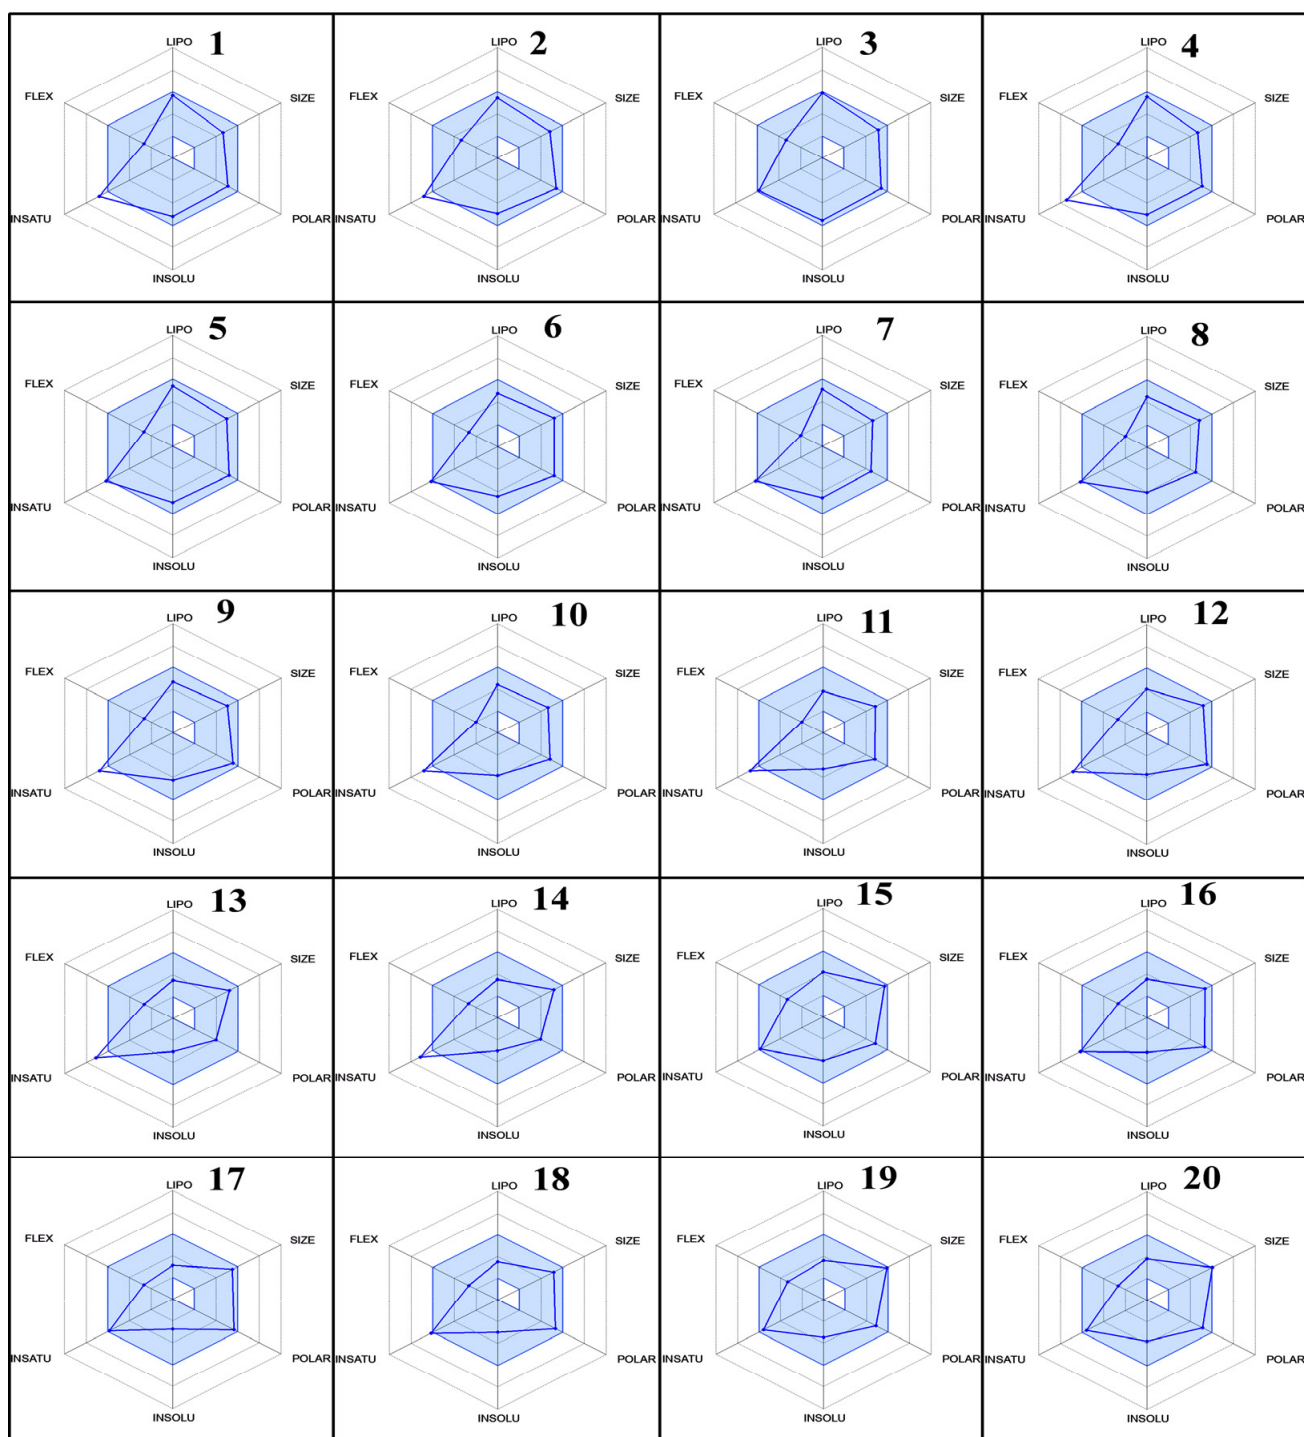 LIPO 1
FLEX SIZE
INSATU POLAR
INSOLU
LIPO 2
FLEX SIZE
INSATU POLAR
INSOLU
LIPO 3
FLEX SIZE
INSATU POLAR
INSOLU
LIPO 4
FLEX SIZE
INSATU POLAR
INSOLU
LIPO 5
FLEX SIZE
INSATU POLAR
INSOLU
LIPO 6
FLEX SIZE
INSATU POLAR
INSOLU
LIPO 7
FLEX SIZE
INSATU POLAR
INSOLU
LIPO 8
FLEX SIZE
INSATU POLAR
INSOLU
LIPO 9
FLEX SIZE
INSATU POLAR
INSOLU
LIPO 10
FLEX SIZE
INSATU POLAR
INSOLU
LIPO 11
FLEX SIZE
INSATU POLAR
INSOLU
LIPO 12
FLEX SIZE
INSATU POLAR
INSOLU
LIPO 13
FLEX SIZE
INSATU POLAR
INSOLU
LIPO 14
FLEX SIZE
INSATU POLAR
INSOLU
LIPO 15
FLEX SIZE
INSATU POLAR
INSOLU
LIPO 16
FLEX SIZE
INSATU POLAR
INSOLU
LIPO 17
FLEX SIZE
INSATU POLAR
INSOLU
LIPO 18
FLEX SIZE
INSATU POLAR
INSOLU
LIPO 19
FLEX SIZE
INSATU POLAR
INSOLU
LIPO 20
FLEX SIZE
INSATU POLAR
INSOLU